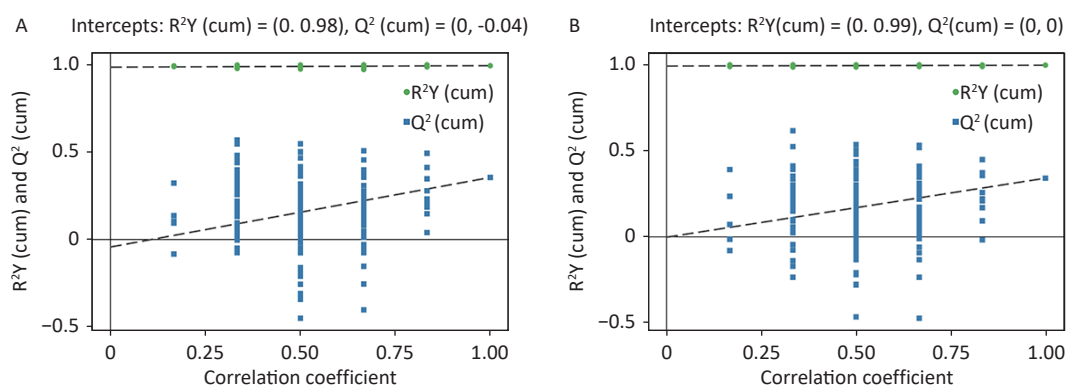 A Intercepts: R²Y (cum) = (0. 0.98), Q² (cum) = (0, -0.04)
1.0
0.5
0
−0.5
R²Y (cum) and Q² (cum)
R²Y (cum)
Q² (cum)
0 0.25 0.50 0.75 1.00
Correlation coefficient
B Intercepts: R²Y(cum) = (0. 0.99), Q²(cum) = (0, 0)
1.0
0.5
0
−0.5
R²Y (cum) and Q² (cum)
R²Y (cum)
Q² (cum)
0 0.25 0.50 0.75 1.00
Correlation coefficient